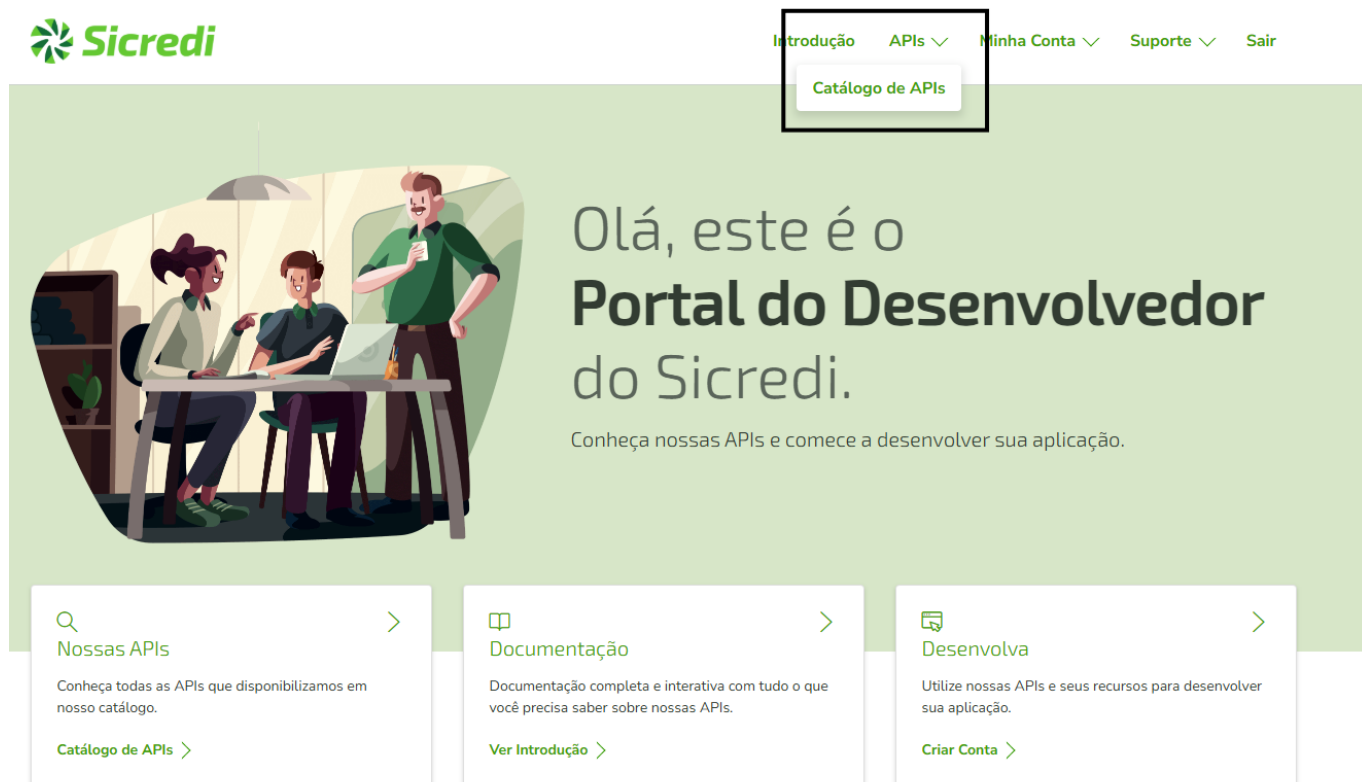 Sicredi
Introdução APIs Minha Conta Suporte Sair
Catálogo de APIs
Olá, este é o
Portal do Desenvolvedor
do Sicredi.
Conheça nossas APIs e comece a desenvolver sua aplicação.
Nossas APIs
Conheça todas as APIs que disponibilizamos em
nosso catálogo.
Catálogo de APIs
Documentação
Documentação completa e interativa com tudo o que
você precisa saber sobre nossas APIs.
Ver Introdução
Desenvolva
Utilize nossas APIs e seus recursos para desenvolver
sua aplicação.
Criar Conta